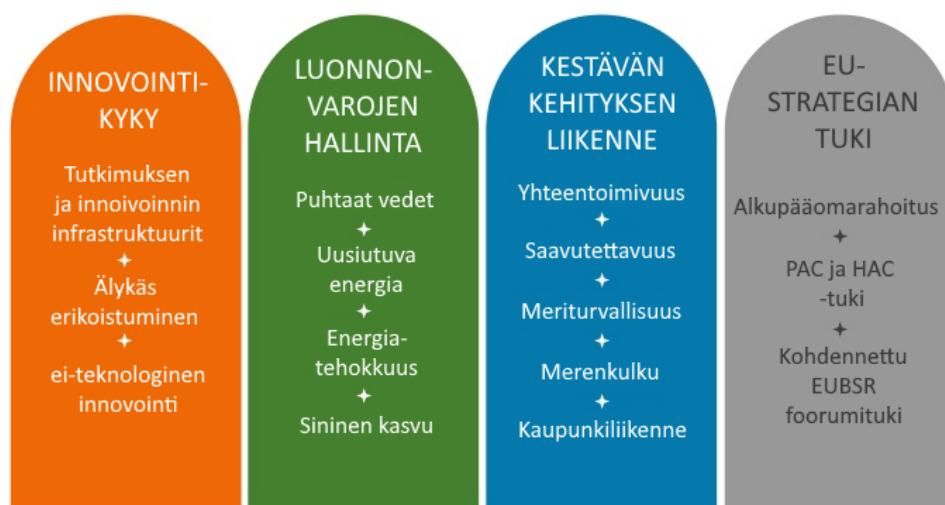 INNOVOINTI-
KYKY
Tutkimuksen
ja innoivoinnin
infrastruktuurit
Älykäs
erikoistuminen
ei-teknologinen
innovointi
LUONNON-
VAROJEN
HALLINTA
Puhtaat vedet
Uusiutuva
energia
Energia-
tehokkuus
Sininen kasvu
KESTÄVÄN
KEHITYKSEN
LIIKENNE
Yhteentoimivuus
Saavutettavuus
Meriturvallisuus
Merenkulku
Kaupunkiliikenne
EU-
STRATEGIAN
TUKI
Alkupääomarahoitus
PAC ja HAC
-tuki
Kohdennettu
EUBSR
foorumituki